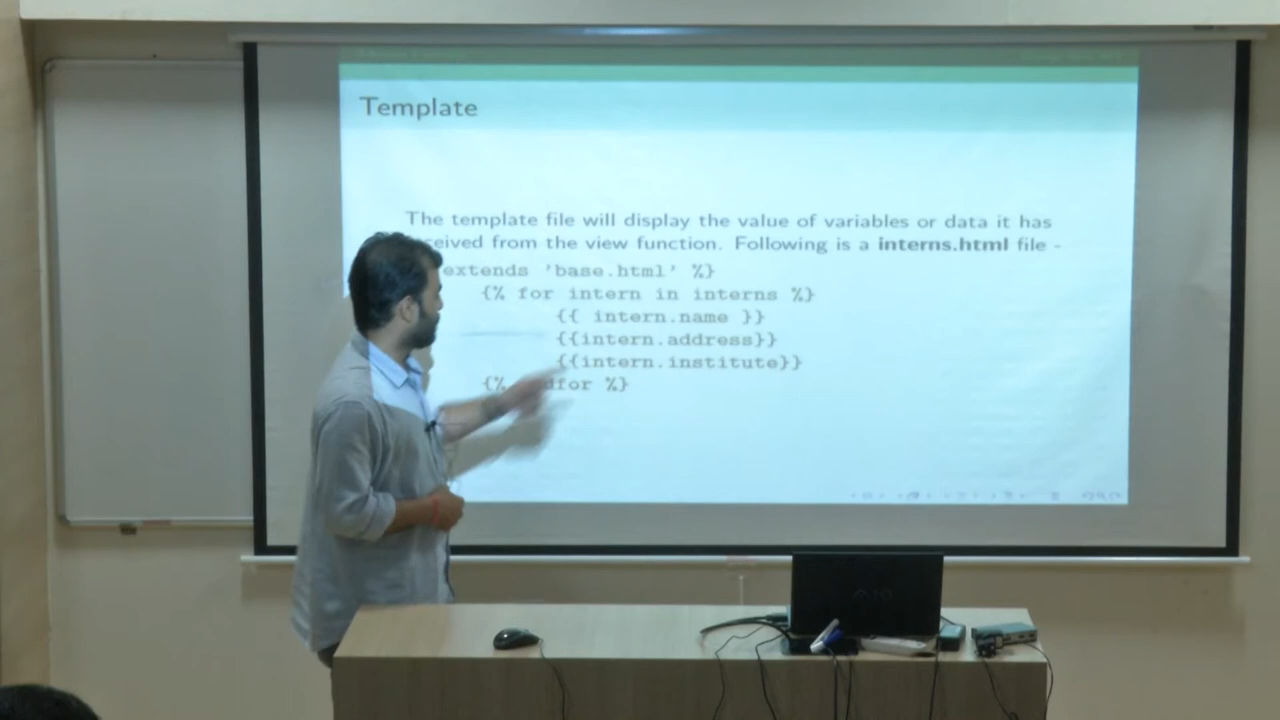 Template
The template file will display the value of variables or data it has
ceived from the view function. Following is a interns.html file -
extends 'base.html' %}
{% for intern in interns %}
{{ intern.name }}
{{intern.address}}
{{intern.institute}}
{% dfor %}